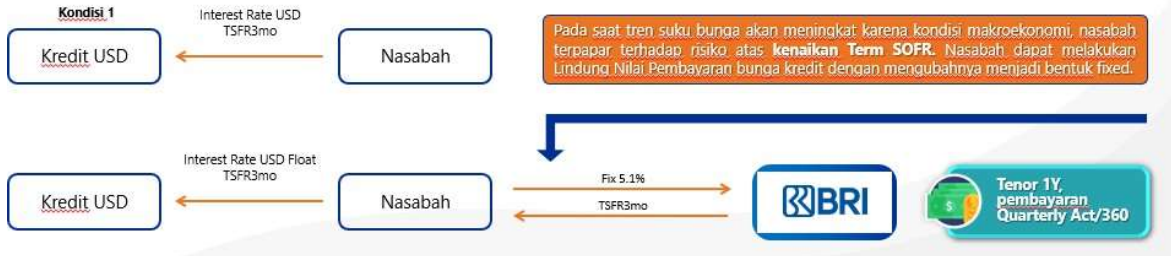 Kondisi 1
Interest Rate USD
TSFR3mo
Kredit USD
Nasabah
Pada saat tren suku bunga akan meningkat karena kondisi makroekonomi, nasabah
terpapar terhadap risiko atas kenaikan Term SOFR. Nasabah dapat melakukan
Lindung Nilai Pembayaran bunga kredit dengan mengubahnya menjadi bentuk fixed.
Interest Rate USD Float
TSFR3mo
Kredit USD
Nasabah
Fix 5.1%
TSFR3mo
BRI
Tenor 1Y,
pembayaran
Quarterly Act/360